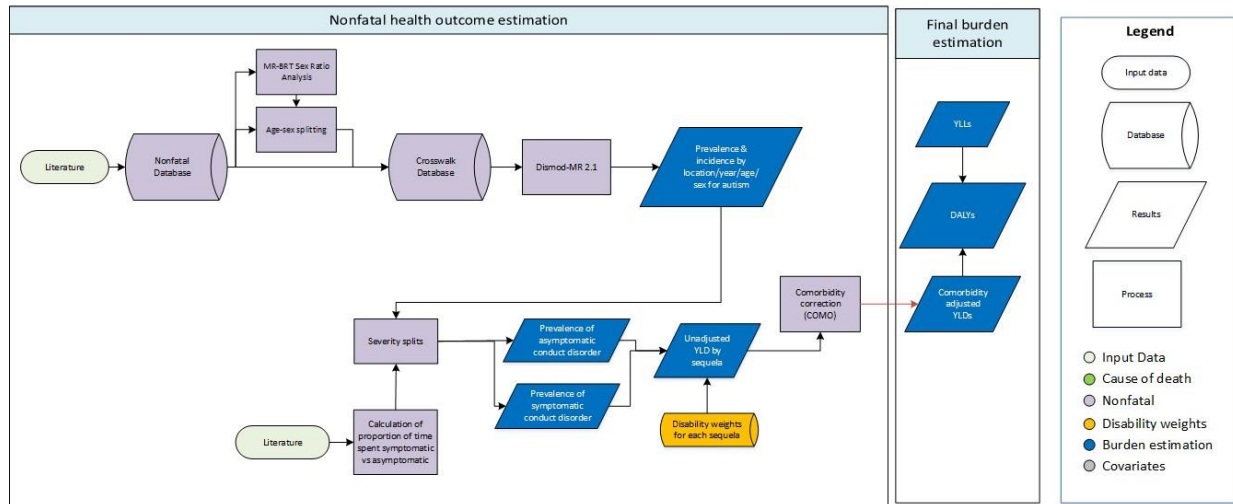 Nonfatal health outcome estimation
Final burden
estimation
Legend
MR-BRT Sex Ratio
Analysis
Age-sex splitting
Literature
Nonfatal
Database
Crosswalk
Database
Dismod-MR 2.1
Prevalence &
incidence by
location/year/age/
sex for autism
YLLs
DALYs
Comorbidity
adjusted
YLDs
Comorbidity
correction
(COMO)
Severity splits
Prevalence of
asymptomatic
conduct disorder
Prevalence of
symptomatic
conduct disorder
Unadjusted
YLD by
sequela
Disability weights
for each sequela
Literature
Calculation of
proportion of time
spent symptomatic
vs asymptomatic
Input data
Database
Results
Process
Input Data
Cause of death
Nonfatal
Disability weights
Burden estimation
Covariates